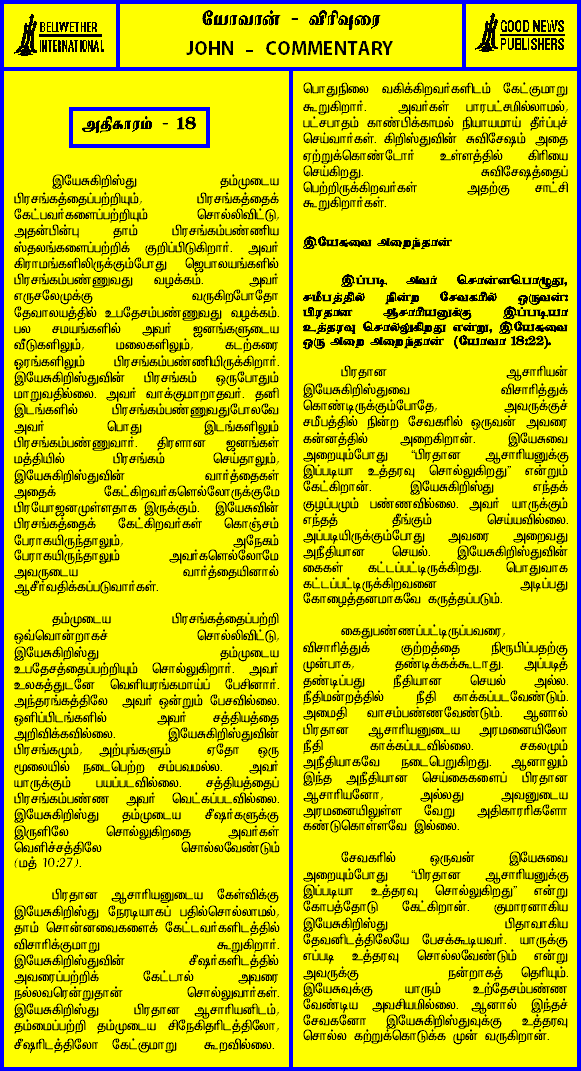 BELIWETHER
INTERNATIONAL
யோவான் - விரிவுரை
JOHN - COMMENTARY
GOOD NEWS
PUBLISHERS
அதிகாரம் - 18
இயேசுகிறிஸ்து தம்முடைய
பிரசங்கத்தைப்பற்றியும், பிரசங்கத்தைக்
கேட்பவர்களைப்பற்றியும் சொல்லிவிட்டு,
அதன்பின்பு தாம் பிரசங்கம்பண்ணிய
ஸ்தலங்களைப்பற்றிக் குறிப்பிடுகிறார். அவர்
கிராமங்களிலிருக்கும்போது ஜெபாலயங்களில்
பிரசங்கம்பண்ணுவது வழக்கம். அவர்
எருசலேமுக்கு வருகிறபோதோ
தேவாலயத்தில் உபதேசம்பண்ணுவது வழக்கம்.
பல சமயங்களில் அவர் ஜனங்களுடைய
வீடுகளிலும், மலைகளிலும், கடற்கரை
ஓரங்களிலும் பிரசங்கம்பண்ணியிருக்கிறார்.
இயேசுகிறிஸ்துவின் பிரசங்கம் ஒருபோதும்
மாறுவதில்லை. அவர் வாக்குமாறாதவர். தனி
இடங்களில் பிரசங்கம்பண்ணுவதுபோலவே
அவர் பொது இடங்களிலும்
பிரசங்கம்பண்ணுவார். திரளான ஜனங்கள்
மத்தியில் பிரசங்கம் செய்தாலும்,
இயேசுகிறிஸ்துவின் வார்த்தைகள்
அதைக் கேட்கிறவர்களெல்லோருக்குமே
பிரயோஜனமுள்ளதாக இருக்கும். இயேசுவின்
பிரசங்கத்தைக் கேட்கிறவர்கள் கொஞ்சம்
பேராகயிருந்தாலும், அநேகம்
பேராகயிருந்தாலும் அவர்களெல்லோமே
அவருடைய வார்த்தையினால்
ஆசீர்வதிக்கப்படுவார்கள்.
தம்முடைய பிரசங்கத்தைப்பற்றி
ஒவ்வொன்றாகச் சொல்லிவிட்டு,
இயேசுகிறிஸ்து தம்முடைய
உபதேசத்தைப்பற்றியும் சொல்லுகிறார். அவர்
உலகத்துடனே வெளியரங்கமாய்ப் பேசினார்.
அந்தரங்கத்திலே அவர் ஒன்றும் பேசவில்லை.
ஒளிப்பிடங்களில் அவர் சத்தியத்தை
அறிவிக்கவில்லை. இயேசுகிறிஸ்துவின்
பிரசங்கமும், அற்புங்களும் ஏதோ ஒரு
மூலையில் நடைபெற்ற சம்பவமல்ல. அவர்
யாருக்கும் பயப்படவில்லை. சத்தியத்தைப்
பிரசங்கம்பண்ண அவர் வெட்கப்படவில்லை.
இயேசுகிறிஸ்து தம்முடைய சீஷர்களுக்கு
இருளிலே சொல்லுகிறதை அவர்கள்
வெளிச்சத்திலே சொல்லவேண்டும்
(மத் 10:27).
பிரதான ஆசாரியனுடைய கேள்விக்கு
இயேசுகிறிஸ்து நேரடியாகப் பதில்சொல்லாமல்,
தாம் சொன்னவைகளைக் கேட்டவர்களிடத்தில்
விசாரிக்குமாறு கூறுகிறார்.
இயேசுகிறிஸ்துவின் சீஷர்களிடத்தில்
அவரைப்பற்றிக் கேட்டால் அவரை
நல்லவரென்றுதான் சொல்லுவார்கள்.
இயேசுகிறிஸ்து பிரதான ஆசாரியனிடம்,
தம்மைப்பற்றி தம்முடைய சிநேகிதரிடத்திலோ,
சீஷரிடத்திலோ கேட்குமாறு கூறவில்லை.
பொதுநிலை வகிக்கிறவர்களிடம் கேட்குமாறு
கூறுகிறார். அவர்கள் பாரபட்சமில்லாமல்,
பட்சபாதம் காண்பிக்காமல் நியாயமாய் தீர்ப்புச்
செய்வார்கள். கிறிஸ்துவின் சுவிசேஷம் அதை
ஏற்றுக்கொண்டோர் உள்ளத்தில் கிரியை
செய்கிறது. சுவிசேஷத்தைப்
பெற்றிருக்கிறவர்கள் அதற்கு சாட்சி
கூறுகிறார்கள்.
இயேசுவை அறைந்தான்
இப்படி அவர் சொன்னபொழுது,
சமீபத்தில் நின்ற சேவகரில் ஒருவன்:
பிரதான ஆசாரியனுக்கு இப்படியா
உத்தரவு சொல்லுகிறது என்று, இயேசுவை
ஒரு அறை அறைந்தான் (யோவா 18:22).
பிரதான ஆசாரியன்
இயேசுகிறிஸ்துவை விசாரித்துக்
கொண்டிருக்கும்போதே, அவருக்குச்
சமீபத்தில் நின்ற சேவகரில் ஒருவன் அவரை
கன்னத்தில் அறைகிறான். இயேசுவை
அறையும்போது "பிரதான ஆசாரியனுக்கு
இப்படியா உத்தரவு சொல்லுகிறது" என்றும்
கேட்கிறான். இயேசுகிறிஸ்து எந்தக்
குழப்பமும் பண்ணவில்லை. அவர் யாருக்கும்
எந்தத் தீங்கும் செய்யவில்லை.
அப்படியிருக்கும்போது அவரை அறைவது
அநீதியான செயல். இயேசுகிறிஸ்துவின்
கைகள் கட்டப்பட்டிருக்கிறது. பொதுவாக
கட்டப்பட்டிருக்கிறவனை அடிப்பது
கோழைத்தனமாகவே கருத்தப்படும்.
கைதுபண்ணப்பட்டிருப்பவரை,
விசாரித்துக் குற்றத்தை நிரூபிப்பதற்கு
முன்பாக, தண்டிக்கக்கூடாது. அப்படித்
தண்டிப்பது நீதியான செயல் அல்ல.
நீதிமன்றத்தில் நீதி காக்கப்படவேண்டும்.
அமைதி வாசம்பண்ணவேண்டும். ஆனால்
பிரதான ஆசாரியனுடைய அரமனையிலோ
நீதி காக்கப்படவில்லை. சகலமும்
அநீதியாகவே நடைபெறுகிறது. ஆனாலும்
இந்த அநீதியான செய்கைகளைப் பிரதான
ஆசாரியனோ, அல்லது அவனுடைய
அரமனையிலுள்ள வேறு அதிகாரரிகளோ
கண்டுகொள்ளவே இல்லை.
சேவகரில் ஒருவன் இயேசுவை
அறையும்போது "பிரதான ஆசாரியனுக்கு
இப்படியா உத்தரவு சொல்லுகிறது" என்று
கோபத்தோடு கேட்கிறான். குமாரனாகிய
இயேசுகிறிஸ்து பிதாவாகிய
தேவனிடத்திலேயே பேசக்கூடியவர். யாருக்கு
எப்படி உத்தரவு சொல்லவேண்டும் என்று
அவருக்கு நன்றாகத் தெரியும்.
இயேசுவுக்கு யாரும் உற்தேசம்பண்ண
வேண்டிய அவசியமில்லை. ஆனால் இந்தச்
சேவகனோ இயேசுகிறிஸ்துவுக்கு உத்தரவு
சொல்ல கற்றுக்கொடுக்க முன் வருகிறான்.